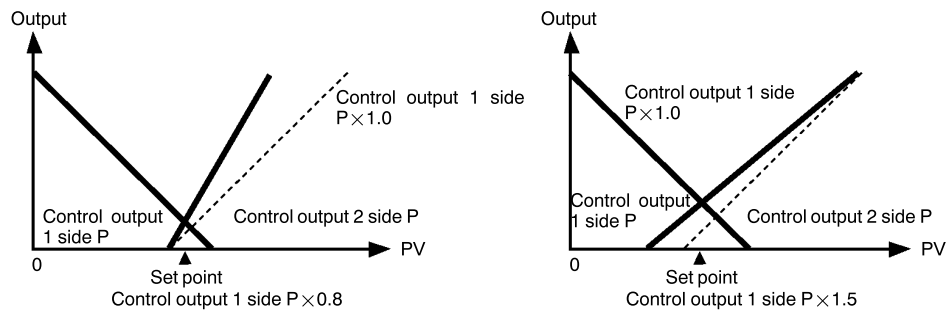 Output
Control output 1 side
P×1.0
Control output
1 side P
Control output 2 side P
PV
0
Set point
Control output 1 side P×0.8
Output
Control output 1 side
P×1.0
Control output
1 side P
Control output 2 side P
PV
0
Set point
Control output 1 side P×1.5